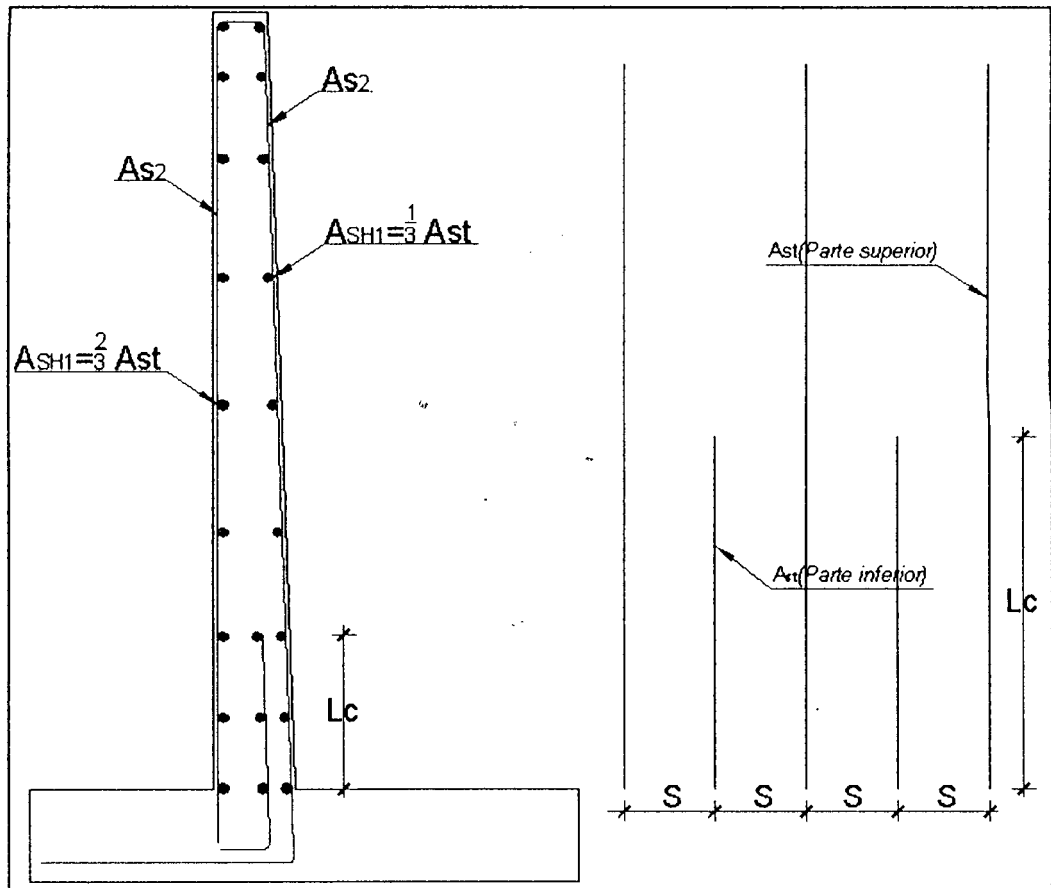 As2
As2
ASH1=1/3 Ast
Ast(Parte superior)
ASH1=2/3 Ast
Ast(Parte inferior)
Lc
Lc
S S S S